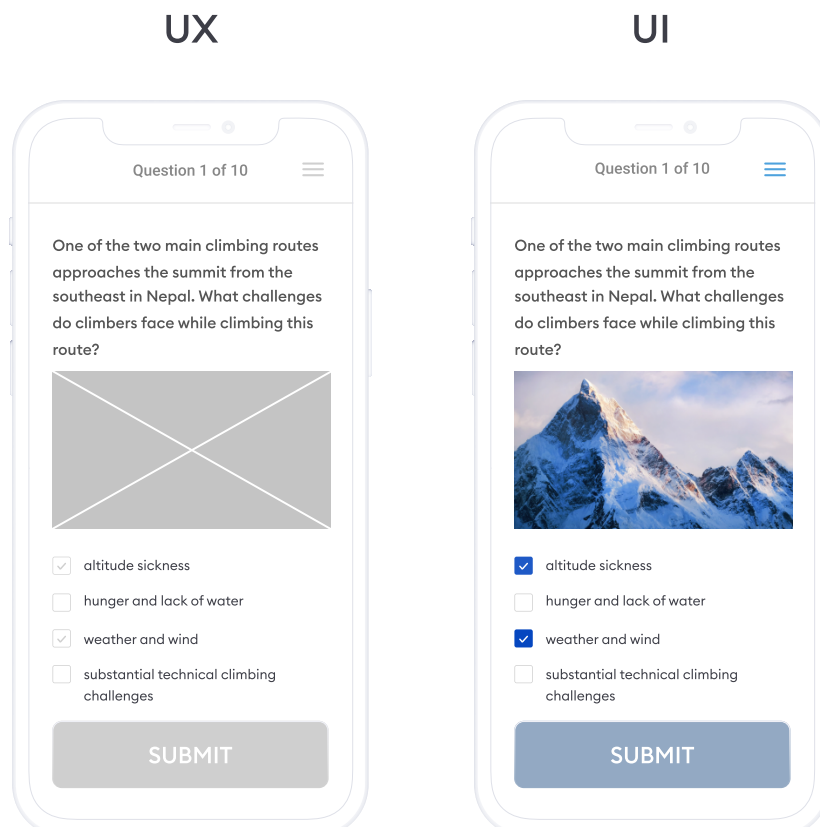 UX
Question 1 of 10
One of the two main climbing routes
approaches the summit from the
southeast in Nepal. What challenges
do climbers face while climbing this
route?
altitude sickness
hunger and lack of water
weather and wind
substantial technical climbing
challenges
SUBMIT
UI
Question 1 of 10
One of the two main climbing routes
approaches the summit from the
southeast in Nepal. What challenges
do climbers face while climbing this
route?
altitude sickness
hunger and lack of water
weather and wind
substantial technical climbing
challenges
SUBMIT